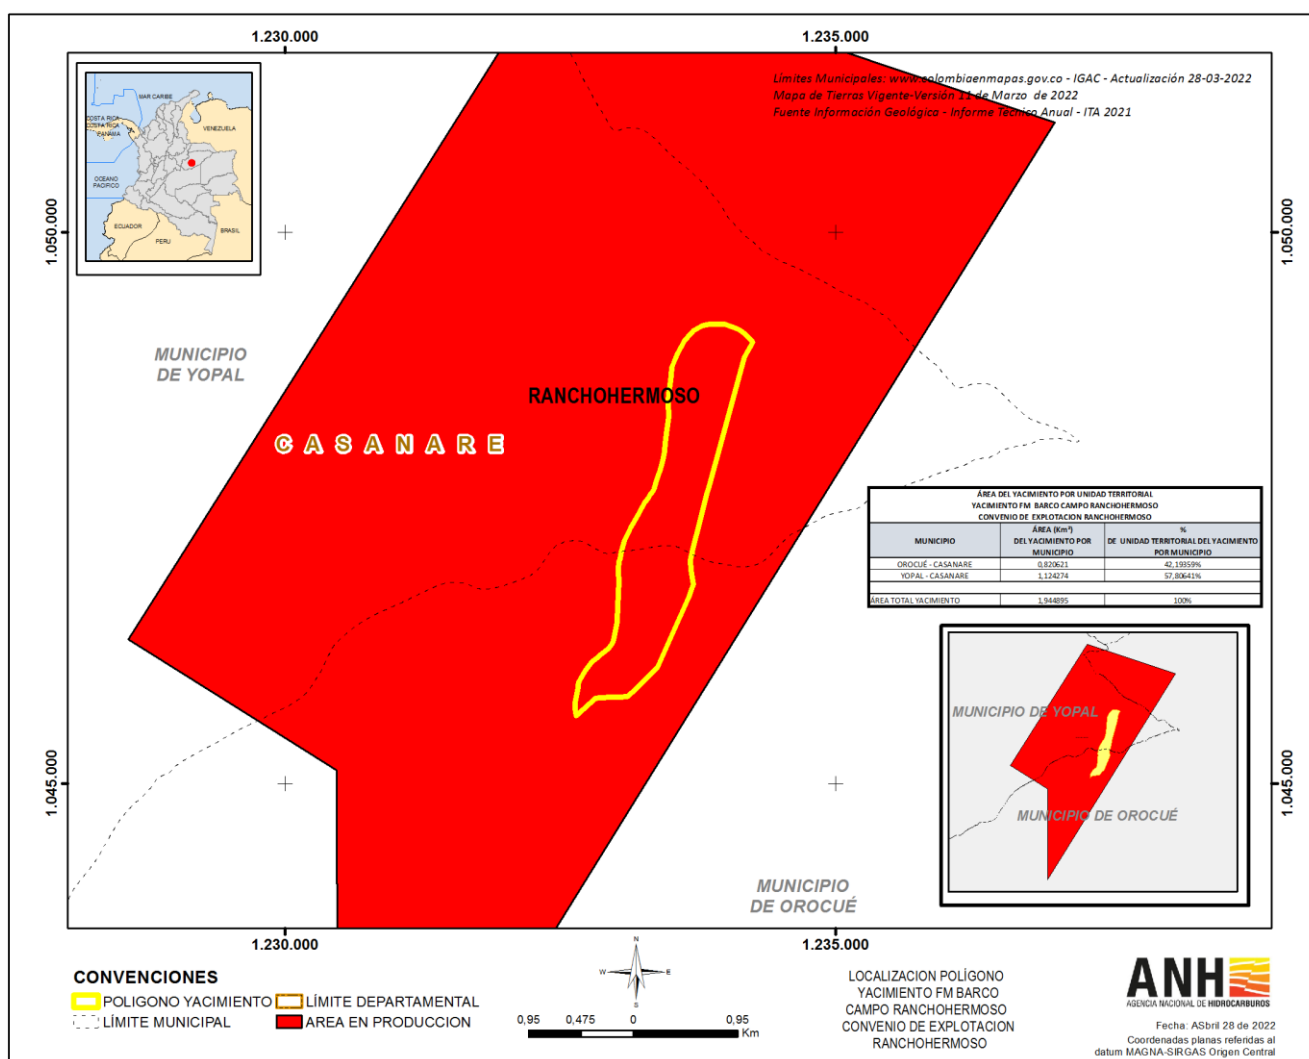 1.230.000
1.235.000
Límites Municipales: www.colombiaenmapas.gov.co - IGAC - Actualización 28-03-2022
Mapa de Tierras Vigente-Versión 11 de Marzo de 2022
Fuente Información Geológica - Informe Técnico Anual - ITA 2021
MAR CARIBE
COSTA RICA
COSTA RICA
PANAMA
VENEZUELA
OCEANO
PACIFICO
ECUADOR
PERU
BRASIL
1.050.000
1.050.000
MUNICIPIO
DE YOPAL
RANCHOHERMOSO
CASANARE
ÁREA DEL YACIMIENTO POR UNIDAD TERRITORIAL
YACIMIENTO FM BARCO CAMPO RANCHOHERMOSO
CONVENIO DE EXPLOTACION RANCHOHERMOSO
MUNICIPIO
ÁREA (Km²)
DEL YACIMIENTO POR
MUNICIPIO
%
DE UNIDAD TERRITORIAL DEL YACIMIENTO
POR MUNICIPIO
OROCUÉ - CASANARE 0,820621 42,19359%
YOPAL - CASANARE 1,124274 57,80641%
ÁREA TOTAL YACIMIENTO 1,944895 100%
MUNICIPIO DE YOPAL
MUNICIPIO DE OROCUÉ
1.045.000
1.045.000
MUNICIPIO
DE OROCUÉ
1.230.000
1.235.000
CONVENCIONES
POLIGONO YACIMIENTO
LÍMITE DEPARTAMENTAL
LÍMITE MUNICIPAL
AREA EN PRODUCCION
N
W
E
S
0,95 0,475 0 0,95
Km
LOCALIZACION POLÍGONO
YACIMIENTO FM BARCO
CAMPO RANCHOHERMOSO
CONVENIO DE EXPLOTACION
RANCHOHERMOSO
ANH
AGENCIA NACIONAL DE HIDROCARBUROS
Fecha: ASbril 28 de 2022
Coordenadas planas referidas al
datum MAGNA-SIRGAS Origen Central